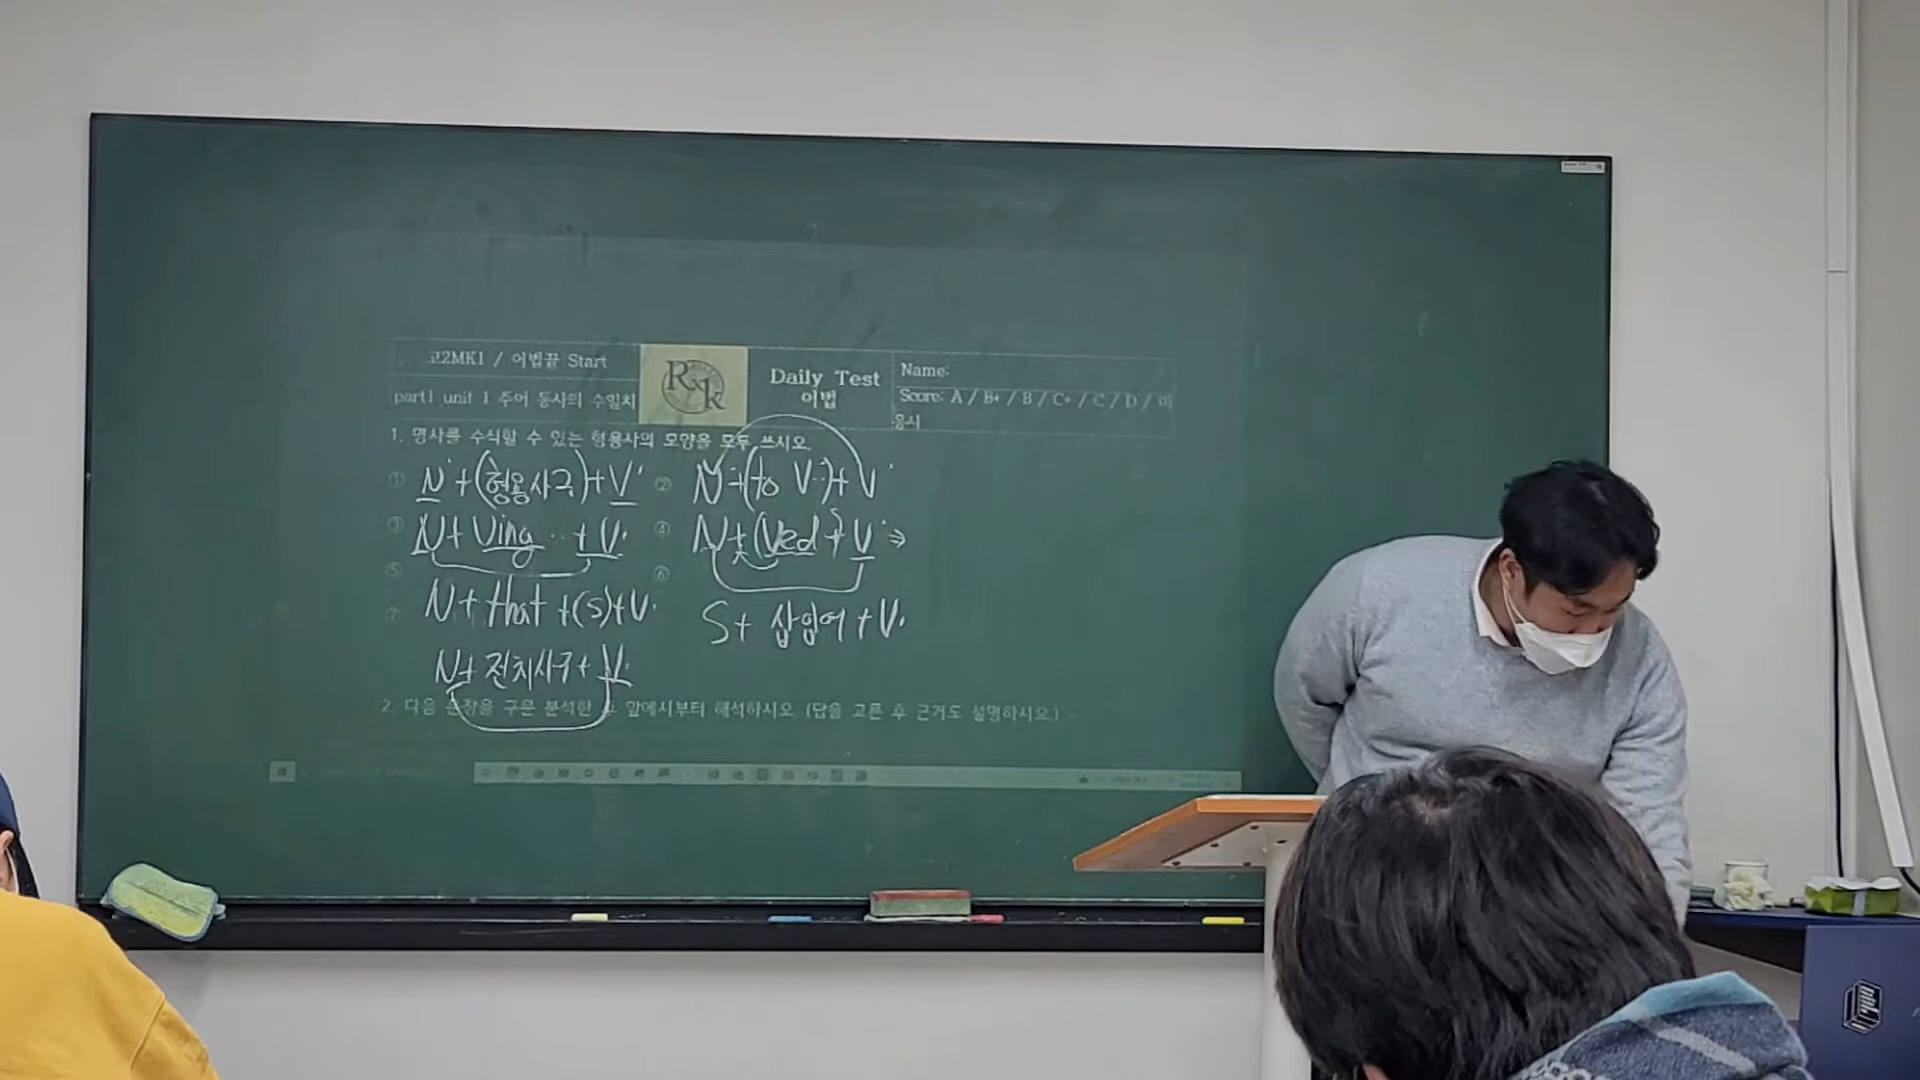 고2MK1 / 어법끝 Start
part1 unit 1 주어 동사의 수일치
RxK
Daily Test
어법
Name:
Score: A / B+ / B / C+ / C / D / 미
응시
1. 명사를 수식할 수 있는 형용사의 모양을 모두 쓰시오.
① N + (형용사구) + V ② N + (to V..) + V
③ N + Ving .. + V. ④ N + (Ved + V ⇒
⑤ ⑥
N + that + (S) + V.
⑦ S + 삽입어 + V.
N + 전치사구 + V.
2. 다음 문장을 구문 분석한 후 앞에서부터 해석하시오. (답을 고른 후 근거도 설명하시오.)